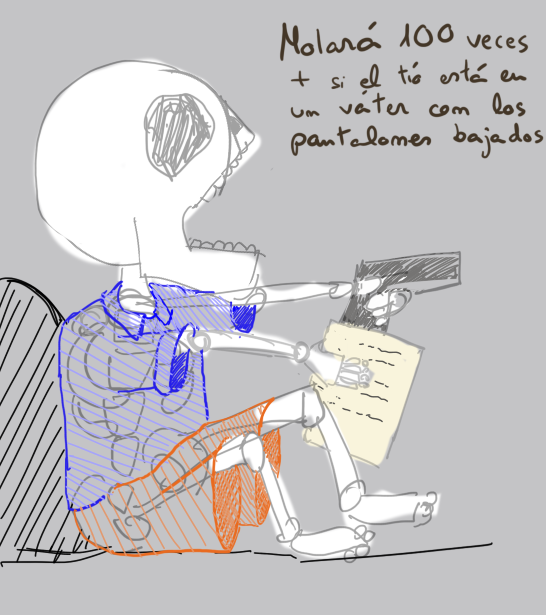 Molará 100 veces
+ si el tío está en
un váter con los
pantalones bajados